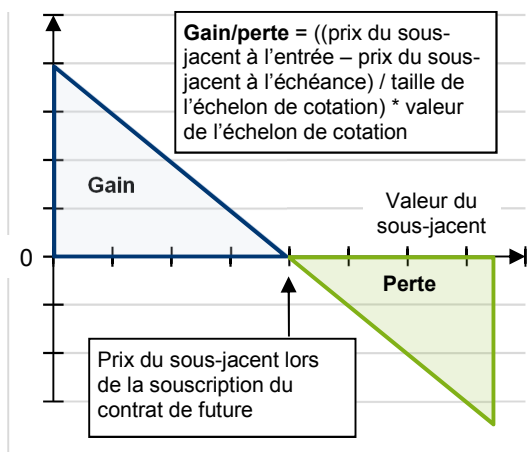 Gain/perte = ((prix du sous-
jacent à l'entrée – prix du sous-
jacent à l'échéance) / taille de
l'échelon de cotation) * valeur
de l'échelon de cotation
Gain
Valeur du
sous-jacent
0
Perte
Prix du sous-jacent lors
de la souscription du
contrat de future